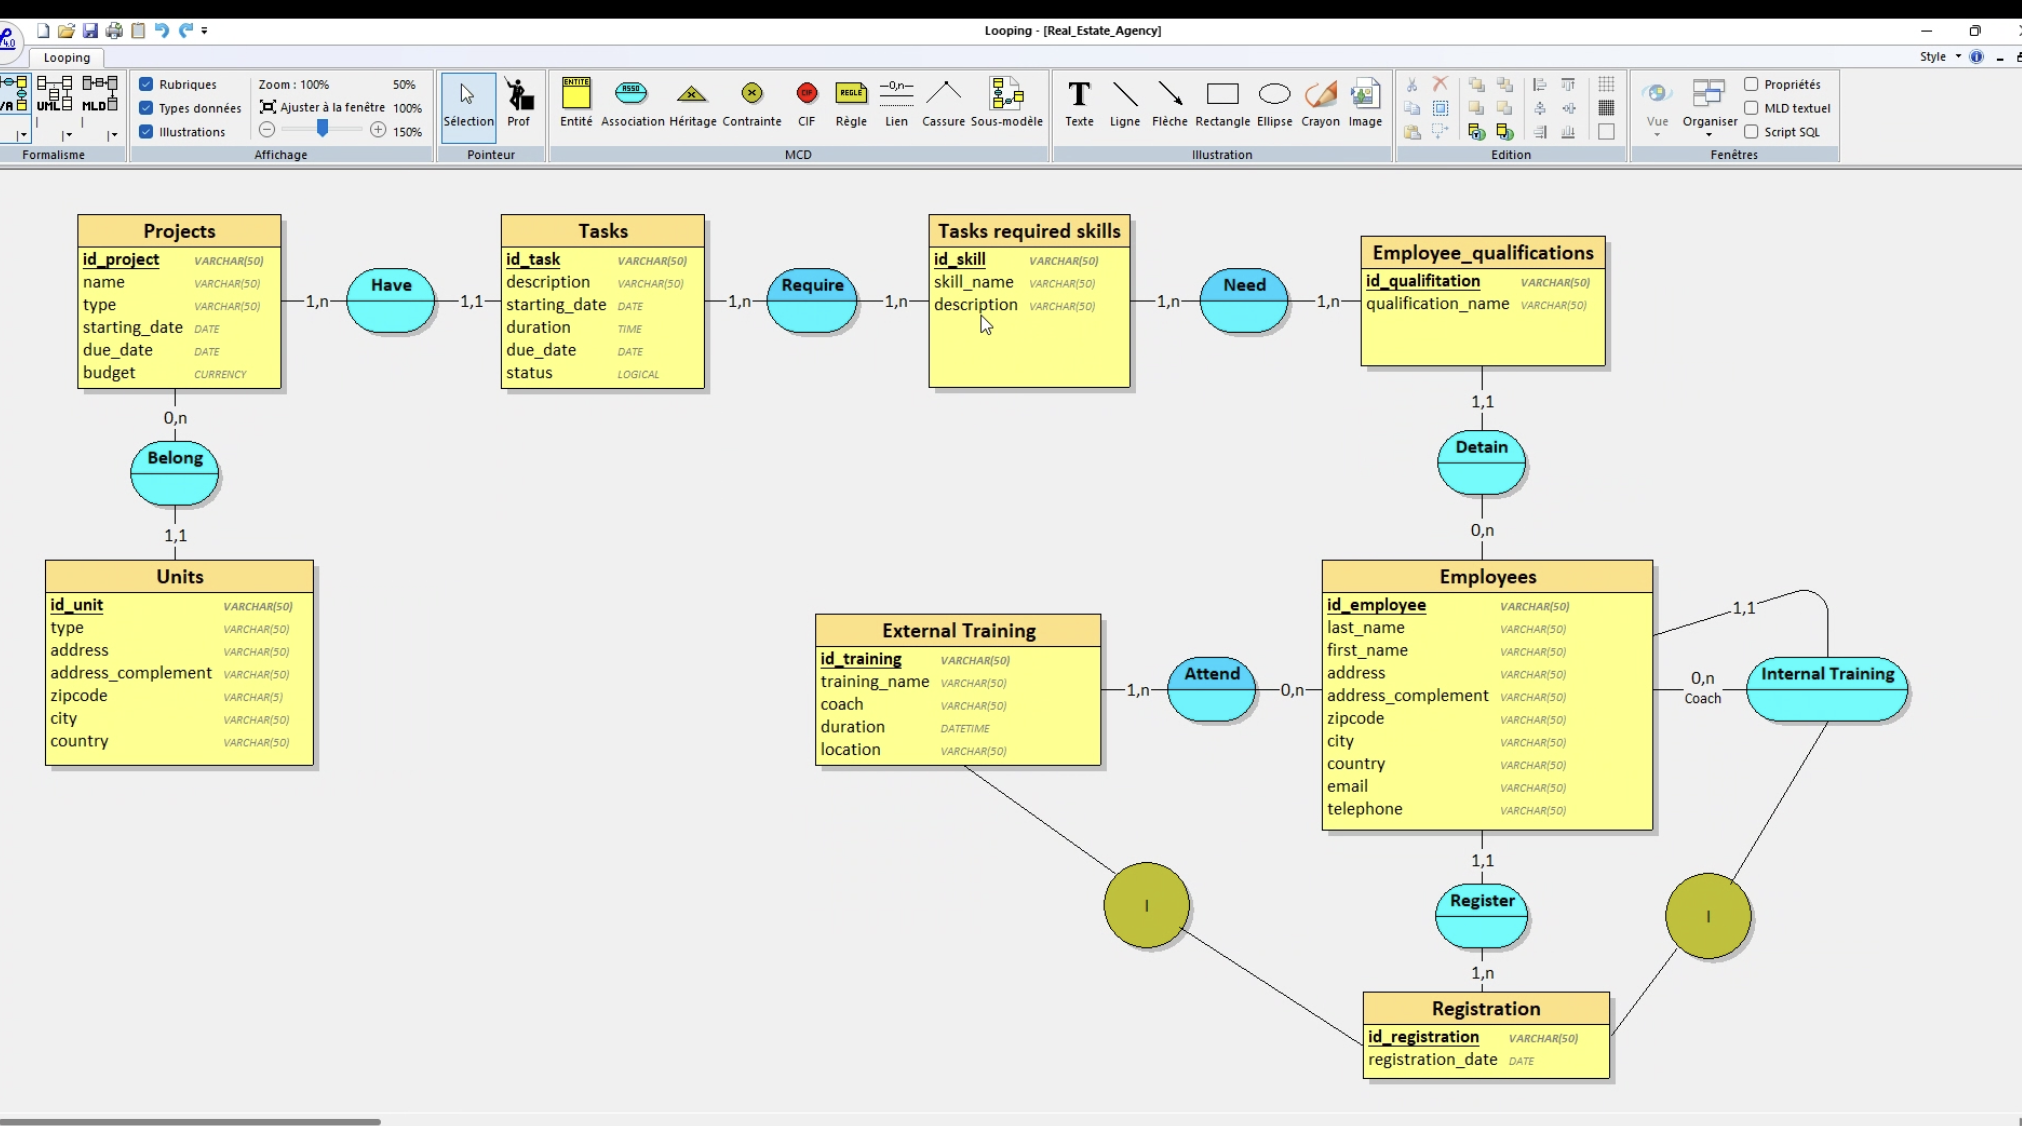 Looping - [Real_Estate_Agency]
4.0
Looping
Style
UML
MLD
Formalisme
Rubriques
Types données
Illustrations
Zoom : 100%
50%
Ajuster à la fenêtre
100%
150%
Affichage
Sélection
Prof
Pointeur
ENTITE
ASSO
CIF
REGLE
0,n
Entité
Association
Héritage
Contrainte
CIF
Règle
Lien
Cassure
Sous-modèle
MCD
T
Texte
Ligne
Flèche
Rectangle
Ellipse
Crayon
Image
Illustration
Edition
Vue
Organiser
Propriétés
MLD textuel
Script SQL
Fenêtres
Projects
id_project VARCHAR(50)
name VARCHAR(50)
type VARCHAR(50)
starting_date DATE
due_date DATE
budget CURRENCY
1,n
Have
1,1
Tasks
id_task VARCHAR(50)
description VARCHAR(50)
starting_date DATE
duration TIME
due_date DATE
status LOGICAL
1,n
Require
1,n
Tasks required skills
id_skill VARCHAR(50)
skill_name VARCHAR(50)
description VARCHAR(50)
1,n
Need
1,n
Employee_qualifications
id_qualifitation VARCHAR(50)
qualification_name VARCHAR(50)
0,n
Belong
1,1
Units
id_unit VARCHAR(50)
type VARCHAR(50)
address VARCHAR(50)
address_complement VARCHAR(50)
zipcode VARCHAR(5)
city VARCHAR(50)
country VARCHAR(50)
1,1
Detain
0,n
External Training
id_training VARCHAR(50)
training_name VARCHAR(50)
coach VARCHAR(50)
duration DATETIME
location VARCHAR(50)
1,n
Attend
0,n
Employees
id_employee VARCHAR(50)
last_name VARCHAR(50)
first_name VARCHAR(50)
address VARCHAR(50)
address_complement VARCHAR(50)
zipcode VARCHAR(50)
city VARCHAR(50)
country VARCHAR(50)
email VARCHAR(50)
telephone VARCHAR(50)
1,1
0,n
Coach
Internal Training
1,1
Register
1,n
I
I
Registration
id_registration VARCHAR(50)
registration_date DATE